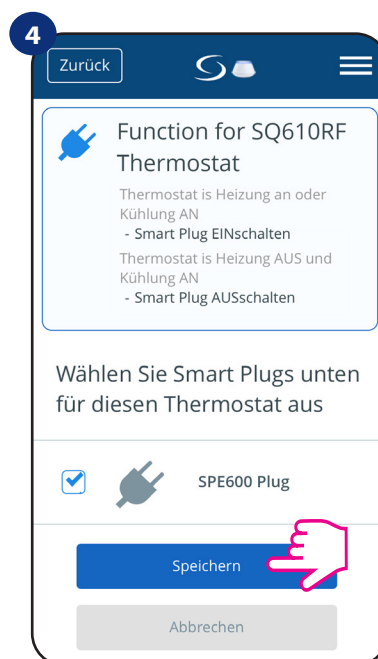 4
Zurück
Function for SQ610RF
Thermostat
Thermostat is Heizung an oder
Kühlung AN
- Smart Plug EINschalten
Thermostat is Heizung AUS und
Kühlung AN
- Smart Plug AUSschalten
Wählen Sie Smart Plugs unten
für diesen Thermostat aus
SPE600 Plug
Speichern
Abbrechen